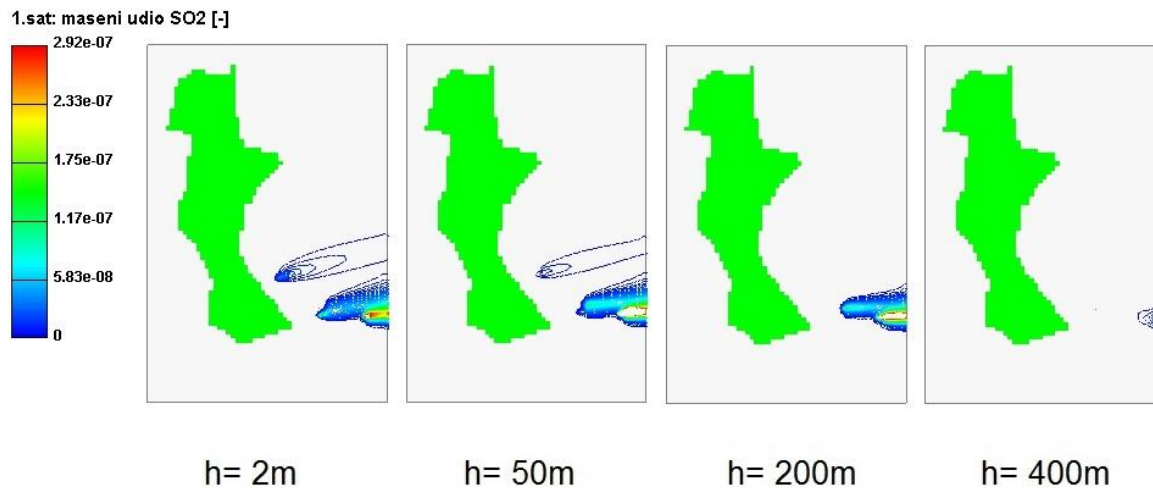 1.sat: maseni udio SO2 [-]
2.92e-07
2.33e-07
1.75e-07
1.17e-07
5.83e-08
0
h= 2m
h= 50m
h= 200m
h= 400m